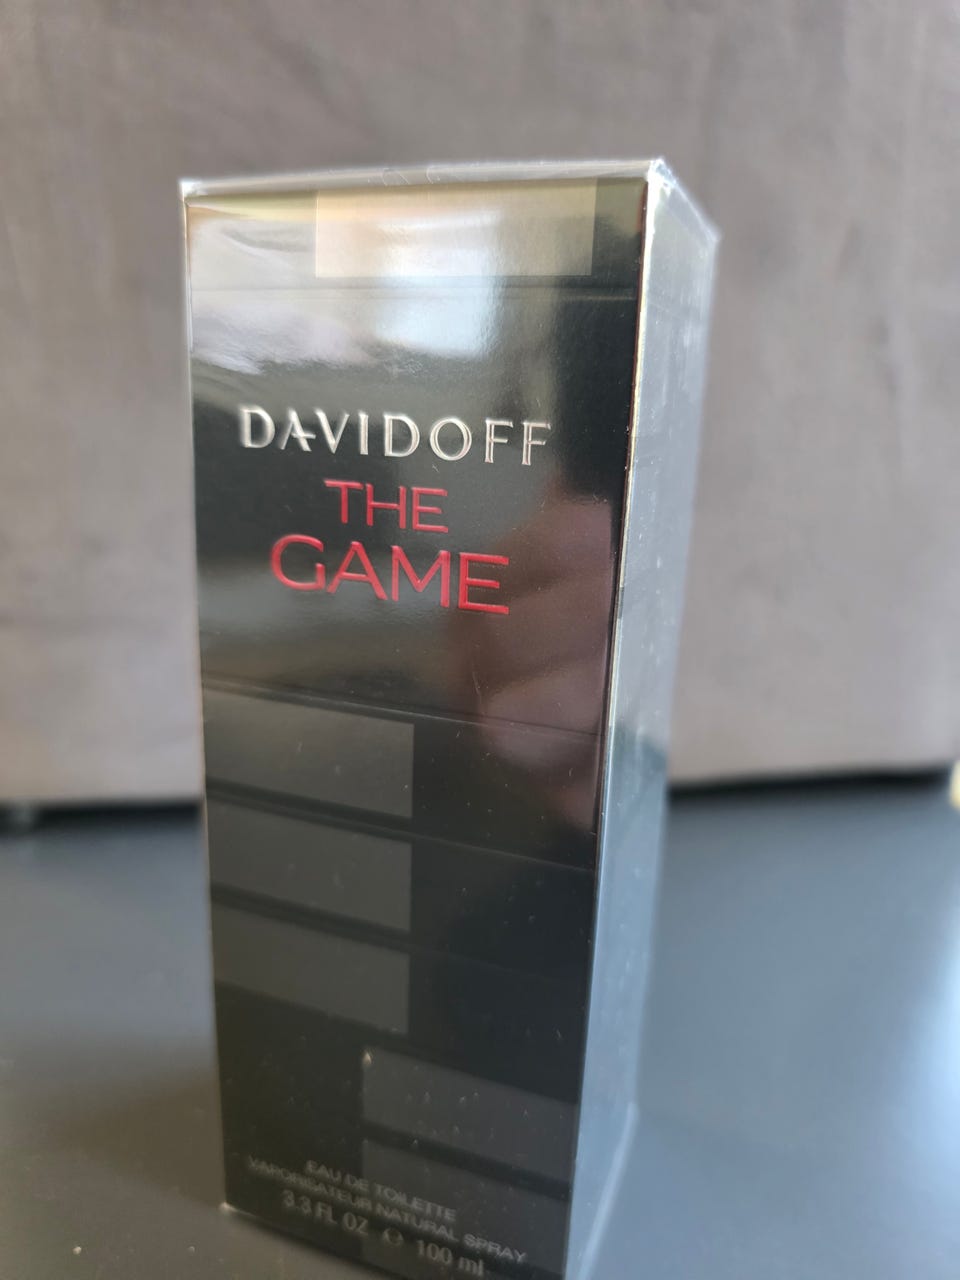 DAVIDOFF
THE
GAME
EAU DE TOILETTE
VAPORISATEUR NATURAL SPRAY
3.3 FL OZ ℮ 100 ml